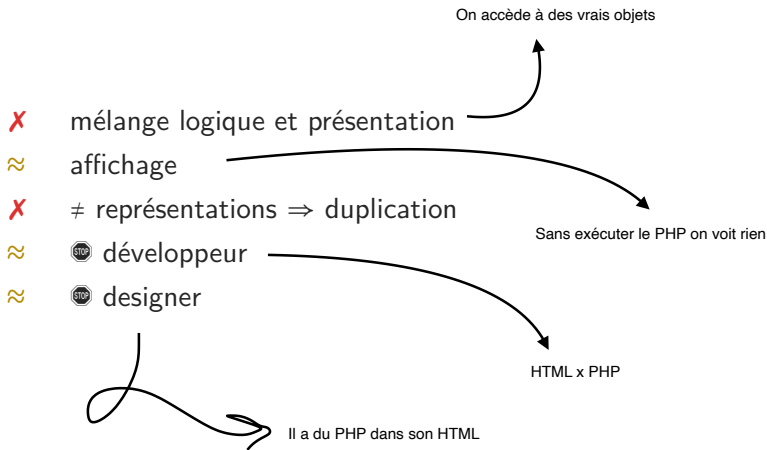 On accède à des vrais objets
✗ mélange logique et présentation
≈ affichage
✗ ≠ représentations ⇒ duplication
Sans exécuter le PHP on voit rien
≈ STOP développeur
≈ STOP designer
HTML x PHP
Il a du PHP dans son HTML